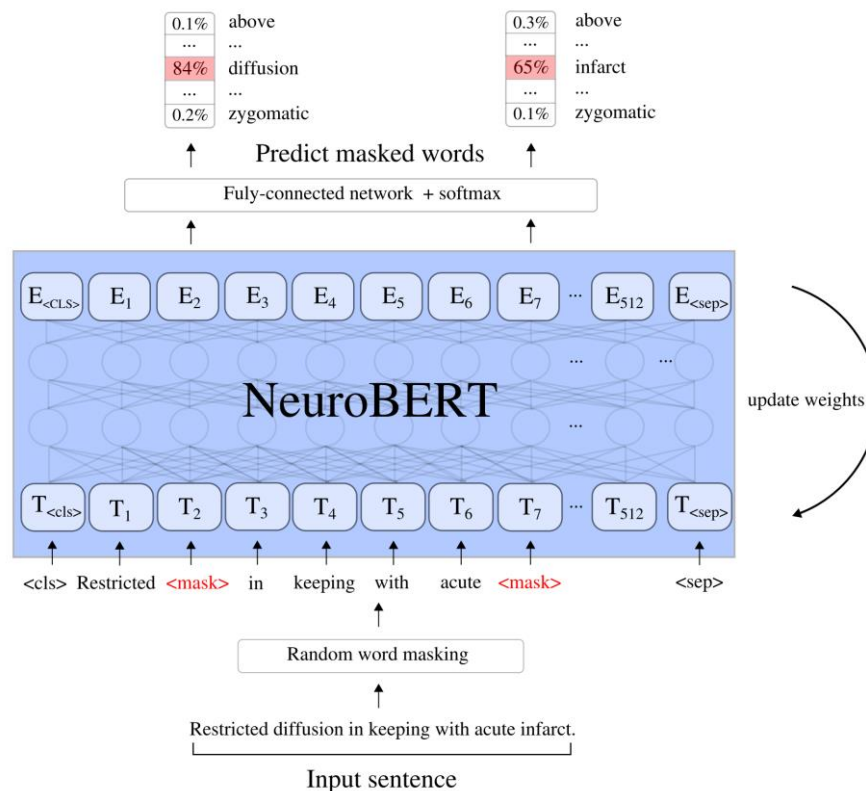 0.1% above 0.3% above
... ... ... ...
84% diffusion 65% infarct
... ... ... ...
0.2% zygomatic 0.1% zygomatic
Predict masked words
Fuly-connected network + softmax
E<CLS> E1 E2 E3 E4 E5 E6 E7 ... E512 E<sep>
... ...
NeuroBERT
update weights
...
T<cls> T1 T2 T3 T4 T5 T6 T7 ... T512 T<sep>
<cls> Restricted <mask> in keeping with acute <mask> <sep>
Random word masking
Restricted diffusion in keeping with acute infarct.
Input sentence